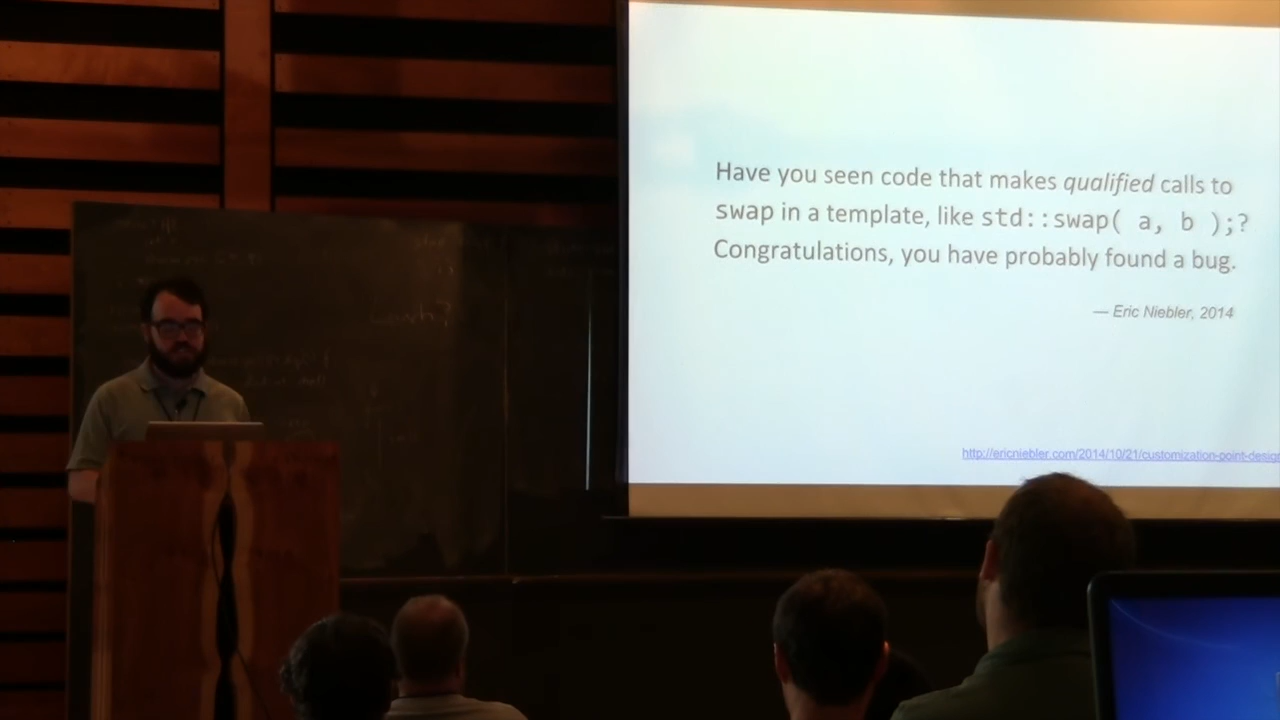 Have you seen code that makes qualified calls to
swap in a template, like std::swap( a, b );?
Congratulations, you have probably found a bug.
— Eric Niebler, 2014
http://ericniebler.com/2014/10/21/customization-point-desig